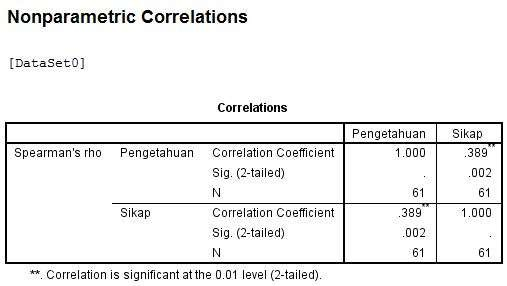 Nonparametric Correlations
[DataSet0]
Correlations
Pengetahuan Sikap
Spearman's rho Pengetahuan Correlation Coefficient 1.000 .389**
Sig. (2-tailed) . .002
N 61 61
Sikap Correlation Coefficient .389** 1.000
Sig. (2-tailed) .002 .
N 61 61
**. Correlation is significant at the 0.01 level (2-tailed).